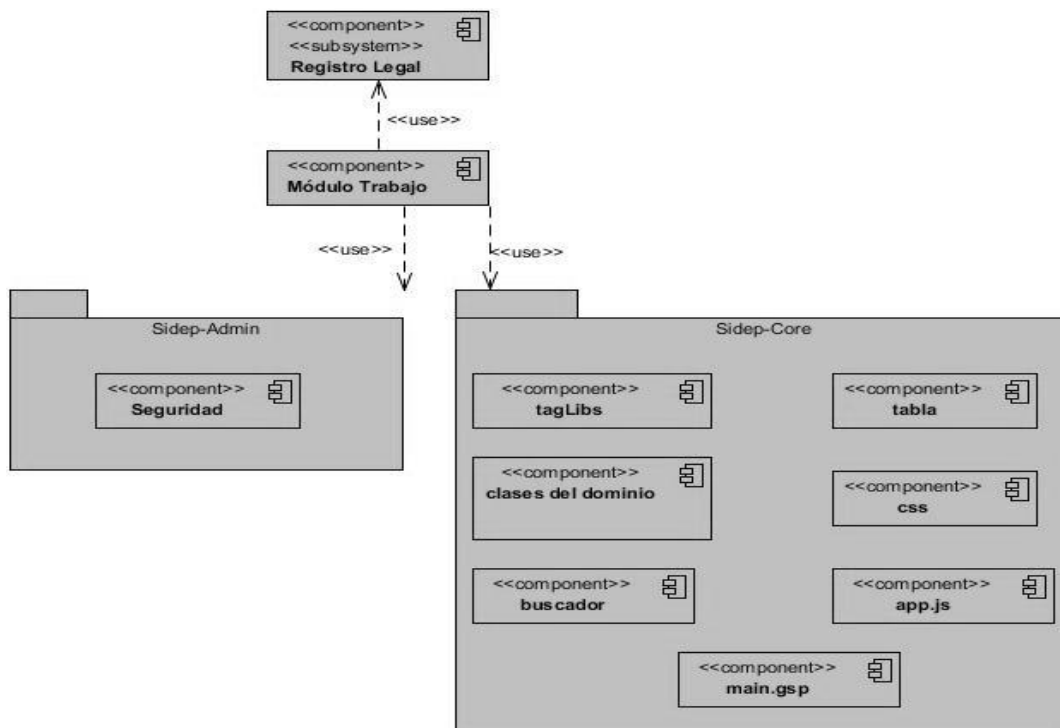 <<component>>
<<subsystem>>
Registro Legal
<<use>>
<<component>>
Módulo Trabajo
<<use>>
<<use>>
Sidep-Admin
<<component>>
Seguridad
Sidep-Core
<<component>>
tagLibs
<<component>>
tabla
<<component>>
clases del dominio
<<component>>
css
<<component>>
buscador
<<component>>
app.js
<<component>>
main.gsp